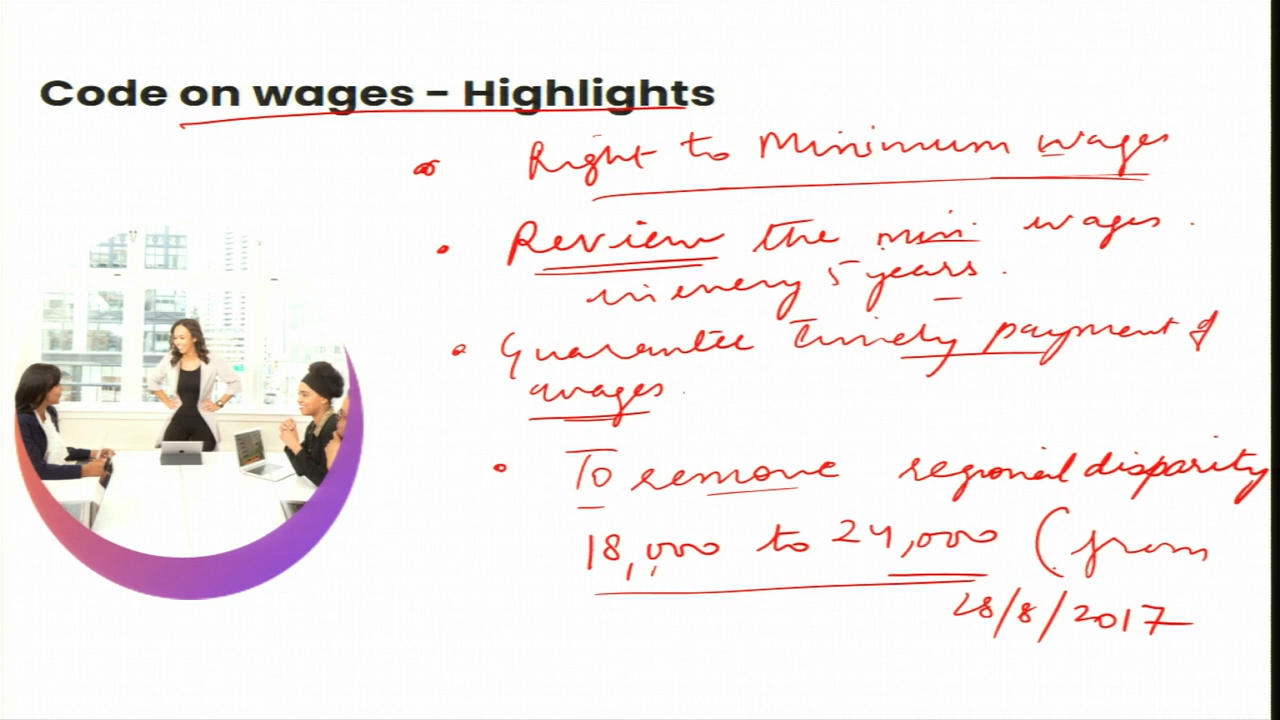 Code on wages - Highlights
Right to Minimum wages
Review the min wages.
in every 5 years.
Guarantee Timely payment of
wages.
To remove regional disparity
18,000 to 24,000 (from
28/8/2017